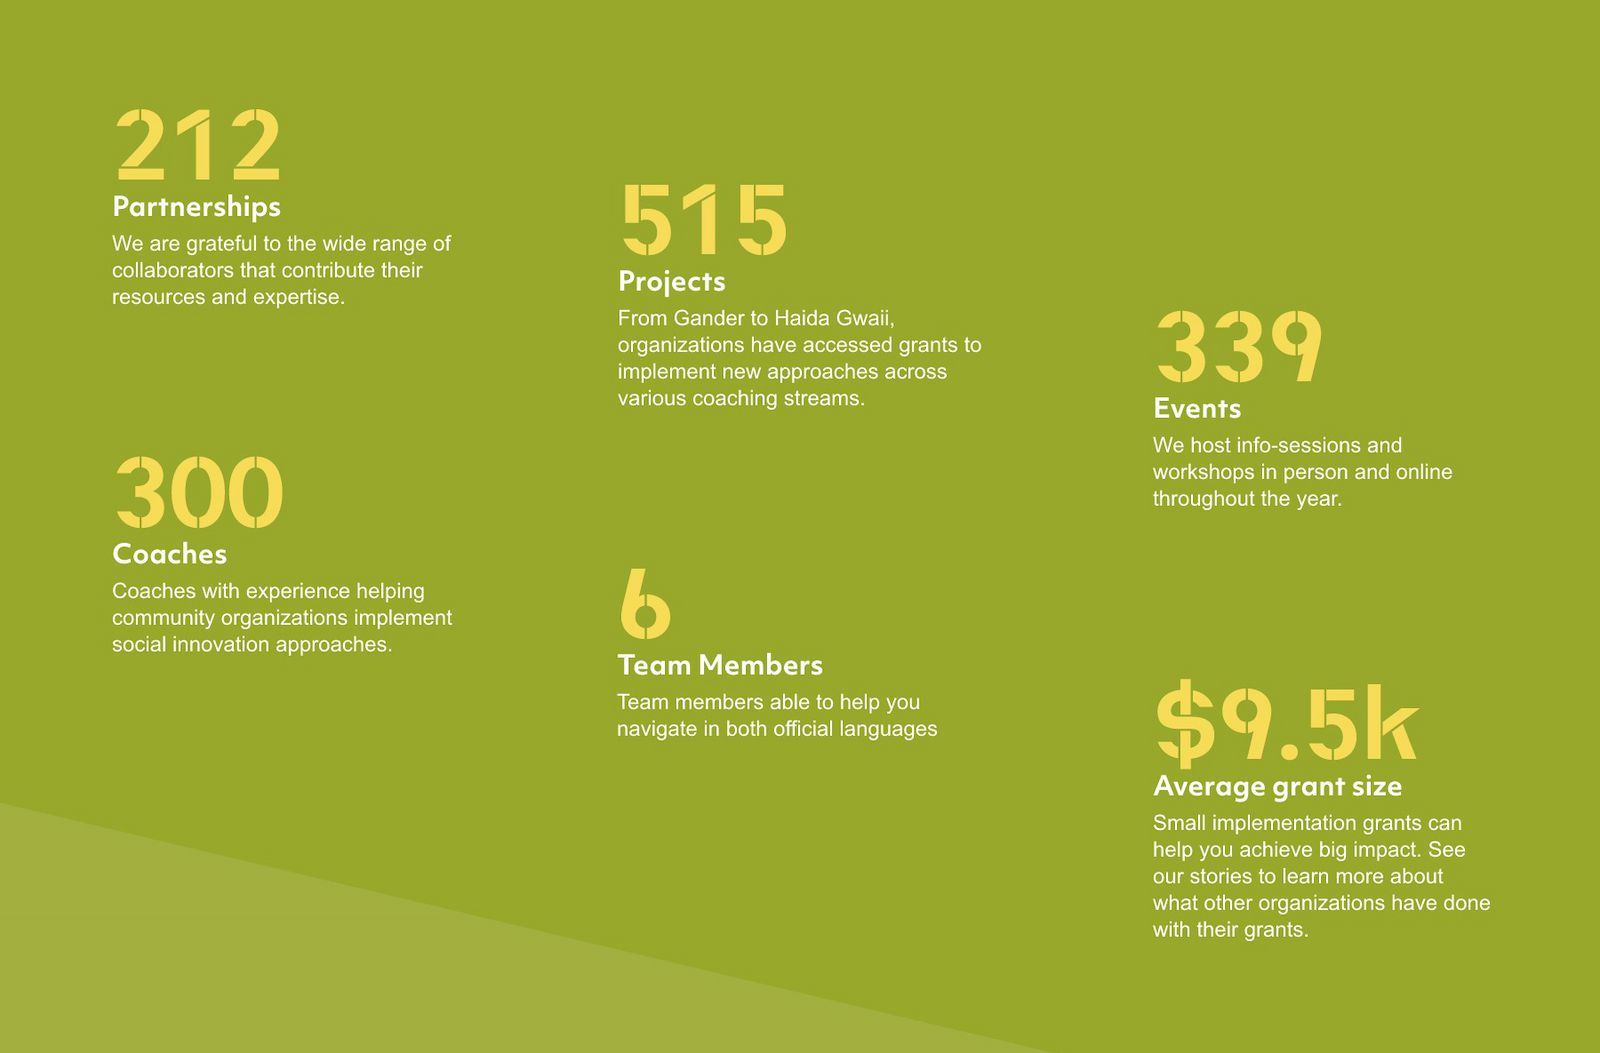 212
Partnerships
We are grateful to the wide range of
collaborators that contribute their
resources and expertise.
300
Coaches
Coaches with experience helping
community organizations implement
social innovation approaches.
515
Projects
From Gander to Haida Gwaii,
organizations have accessed grants to
implement new approaches across
various coaching streams.
6
Team Members
Team members able to help you
navigate in both official languages
339
Events
We host info-sessions and
workshops in person and online
throughout the year.
$9.5k
Average grant size
Small implementation grants can
help you achieve big impact. See
our stories to learn more about
what other organizations have done
with their grants.